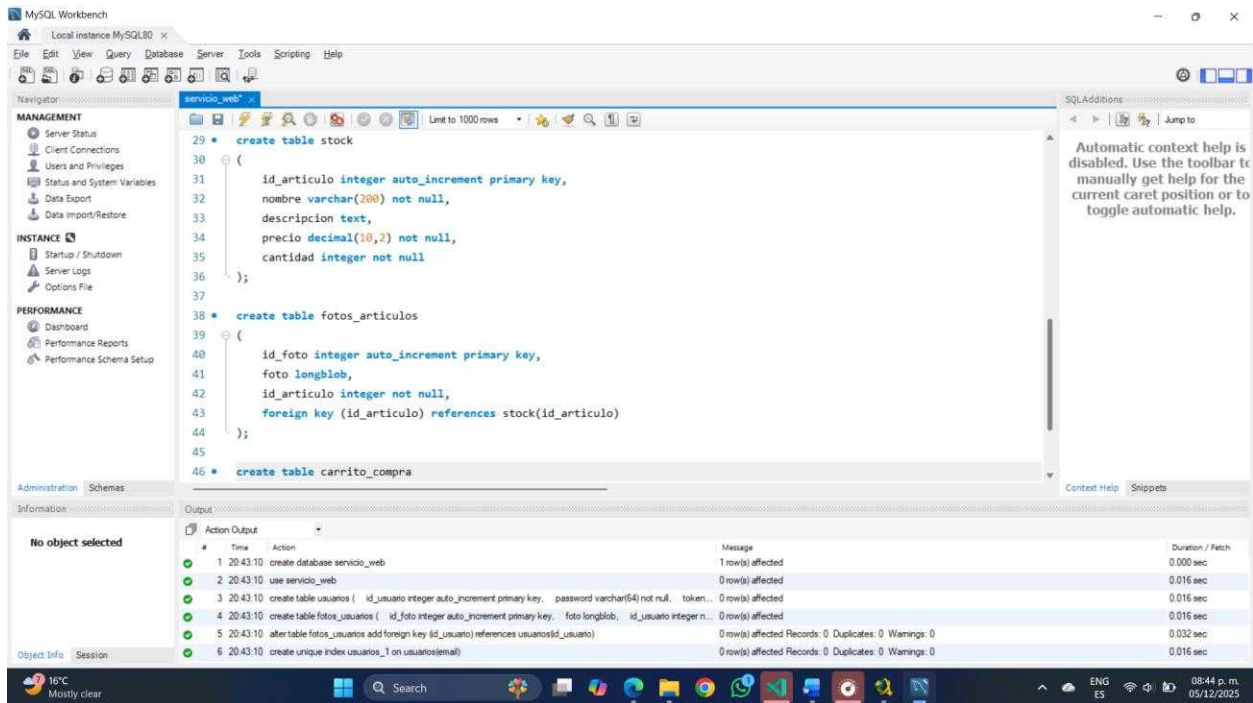 MySQL Workbench
Local instance MySQL80 ×
File Edit View Query Database Server Tools Scripting Help
Navigator
MANAGEMENT
Server Status
Client Connections
Users and Privileges
Status and System Variables
Data Export
Data Import/Restore
INSTANCE
Startup / Shutdown
Server Logs
Options File
PERFORMANCE
Dashboard
Performance Reports
Performance Schema Setup
Administration Schemas
Information
No object selected
Object Info Session
servicio_web* ×
Limit to 1000 rows
29 create table stock
30 (
31 id_articulo integer auto_increment primary key,
32 nombre varchar(200) not null,
33 descripcion text,
34 precio decimal(10,2) not null,
35 cantidad integer not null
36 );
37
38 create table fotos_articulos
39 (
40 id_foto integer auto_increment primary key,
41 foto longblob,
42 id_articulo integer not null,
43 foreign key (id_articulo) references stock(id_articulo)
44 );
45
46 create table carrito_compra
SQLAdditions
Jump to
Automatic context help is
disabled. Use the toolbar to
manually get help for the
current caret position or to
toggle automatic help.
Context Help Snippets
Output
Action Output
# Time Action Message Duration / Fetch
1 20:43:10 create database servicio_web 1 row(s) affected 0.000 sec
2 20:43:10 use servicio_web 0 row(s) affected 0.016 sec
3 20:43:10 create table usuarios ( id_usuario integer auto_increment primary key, password varchar(64) not null, token... 0 row(s) affected 0.016 sec
4 20:43:10 create table fotos_usuarios ( id_foto integer auto_increment primary key, foto longblob, id_usuario integer n... 0 row(s) affected 0.016 sec
5 20:43:10 alter table fotos_usuarios add foreign key (id_usuario) references usuarios(id_usuario) 0 row(s) affected Records: 0 Duplicates: 0 Warnings: 0 0.032 sec
6 20:43:10 create unique index usuarios_1 on usuarios(email) 0 row(s) affected Records: 0 Duplicates: 0 Warnings: 0 0.016 sec
7
16°C
Mostly clear
Search
ENG
ES
08:44 p. m.
05/12/2025